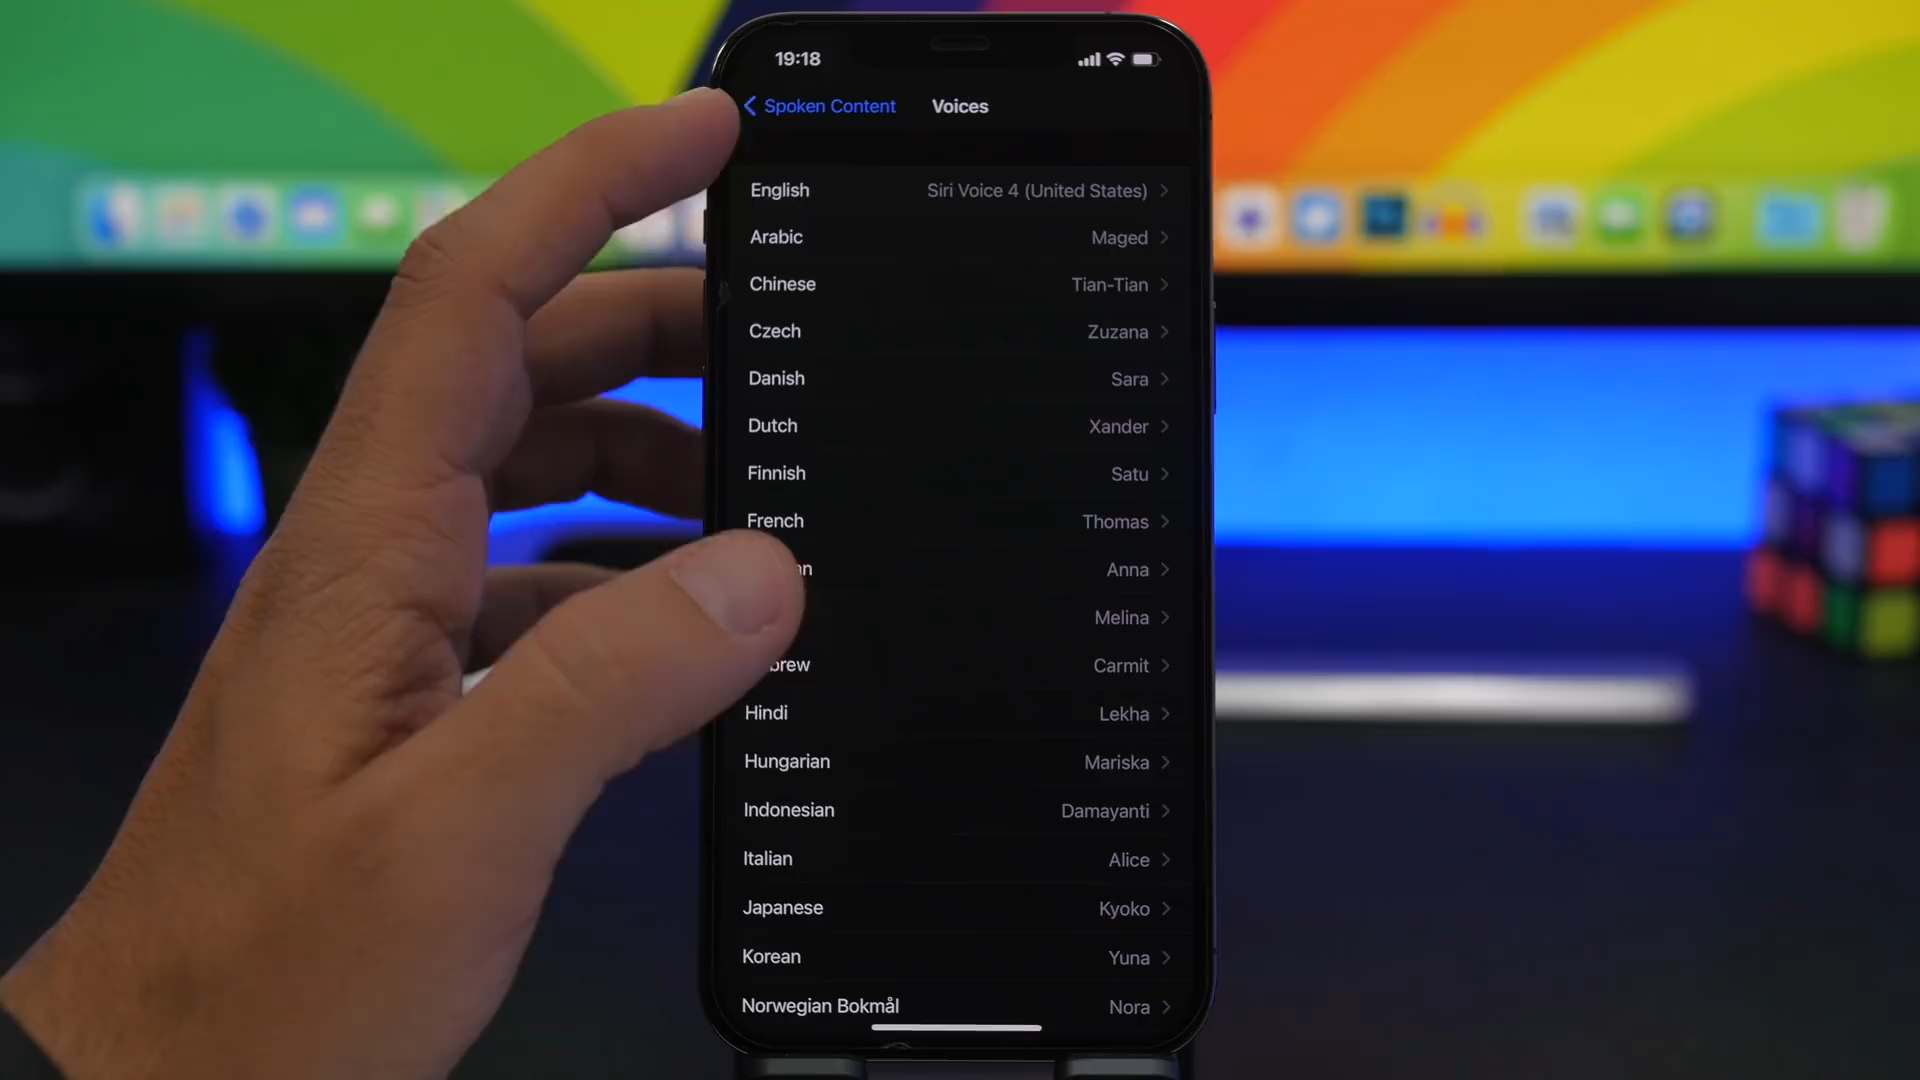 19:18
Spoken Content Voices
English Siri Voice 4 (United States)
Arabic Maged
Chinese Tian-Tian
Czech Zuzana
Danish Sara
Dutch Xander
Finnish Satu
French Thomas
Anna
Melina
brew Carmit
Hindi Lekha
Hungarian Mariska
Indonesian Damayanti
Italian Alice
Japanese Kyoko
Korean Yuna
Norwegian Bokmål Nora